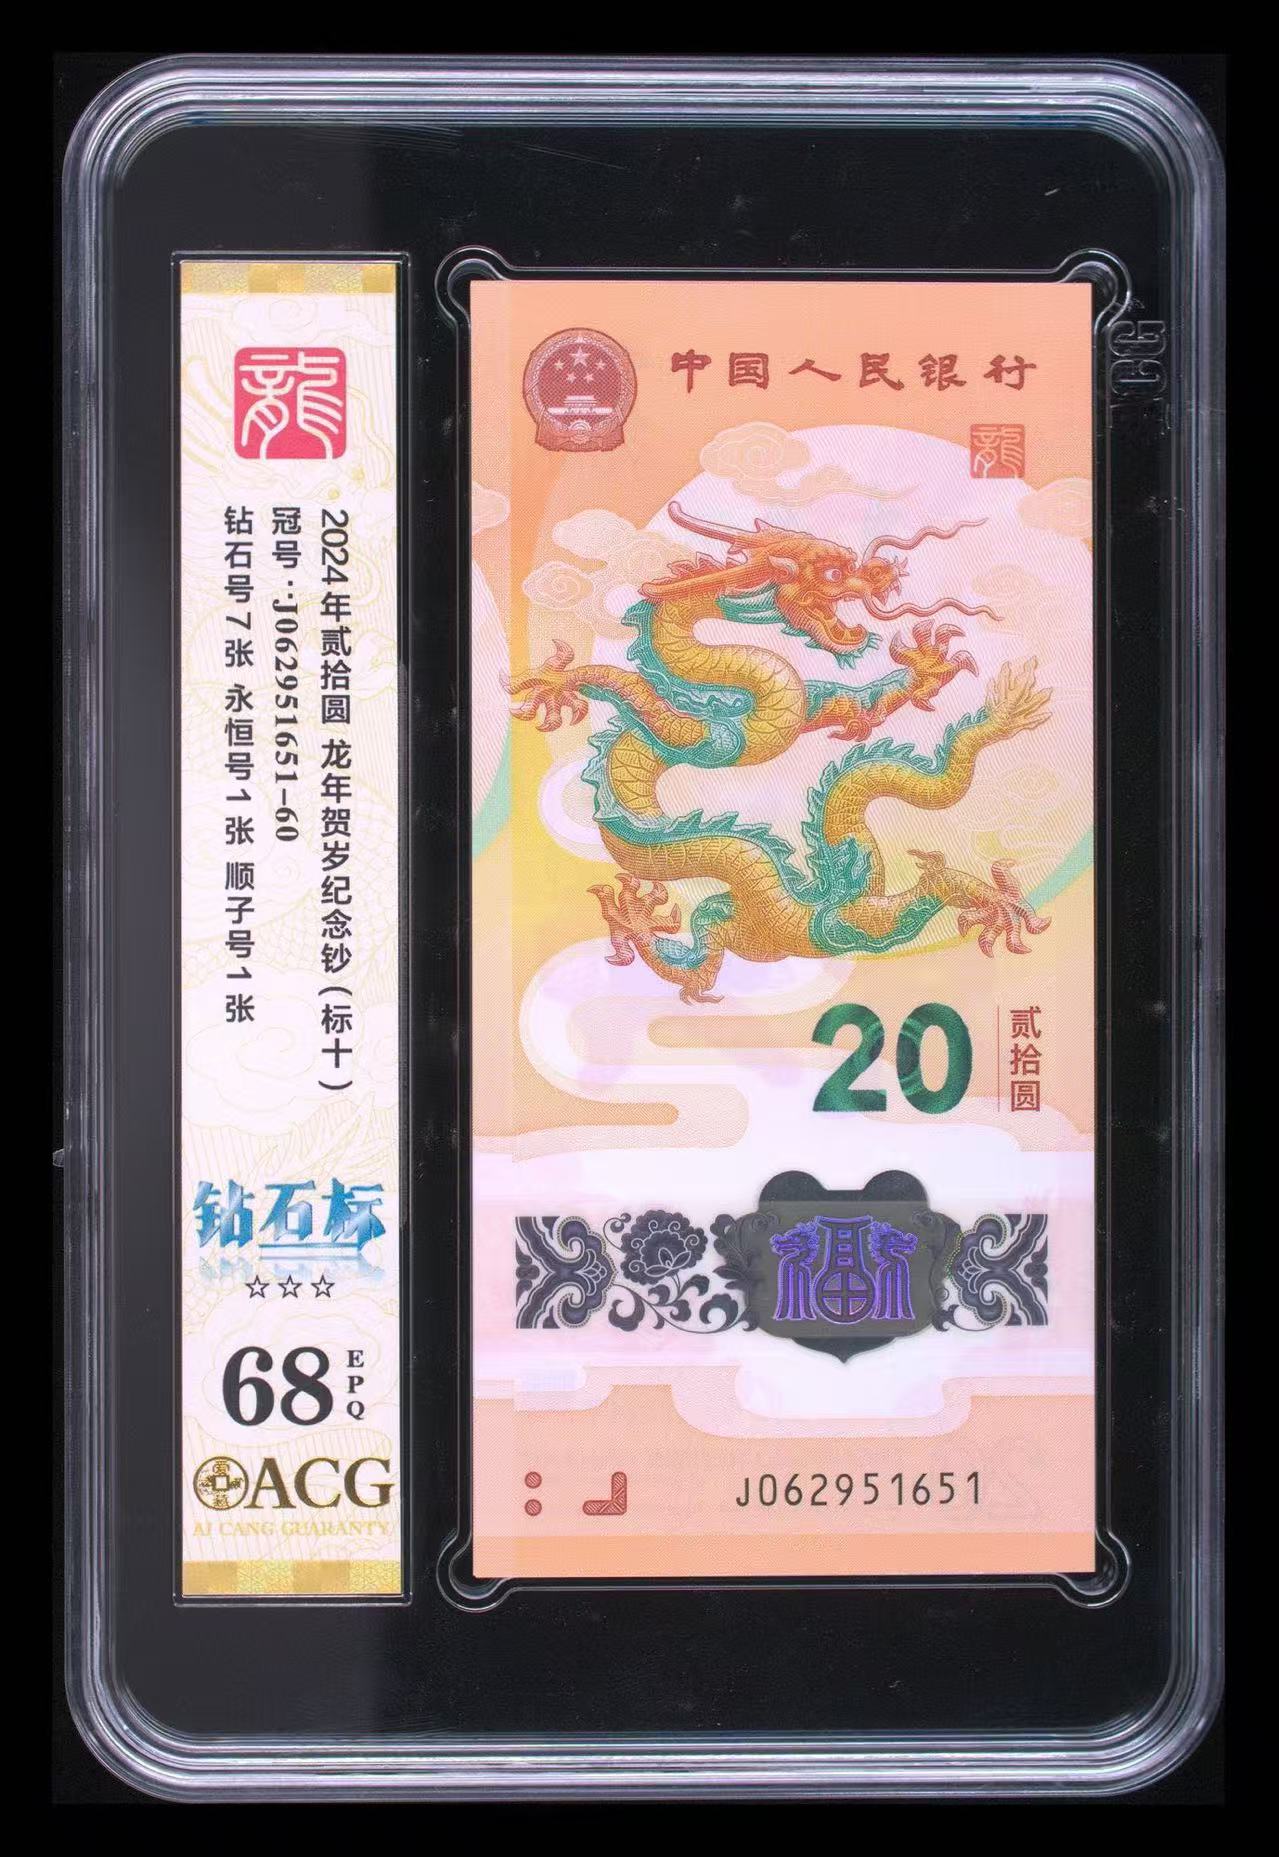 龍
2024年贰拾圆 龙年贺岁纪念钞(标十)
冠号:J062951651-60
钻石号7张 永恒号1张 顺子号1张
钻石标
☆☆☆
68 EPQ
ACG
AI CANG GUARANTY
中国人民银行
龍
20 贰拾圆
福
J062951651